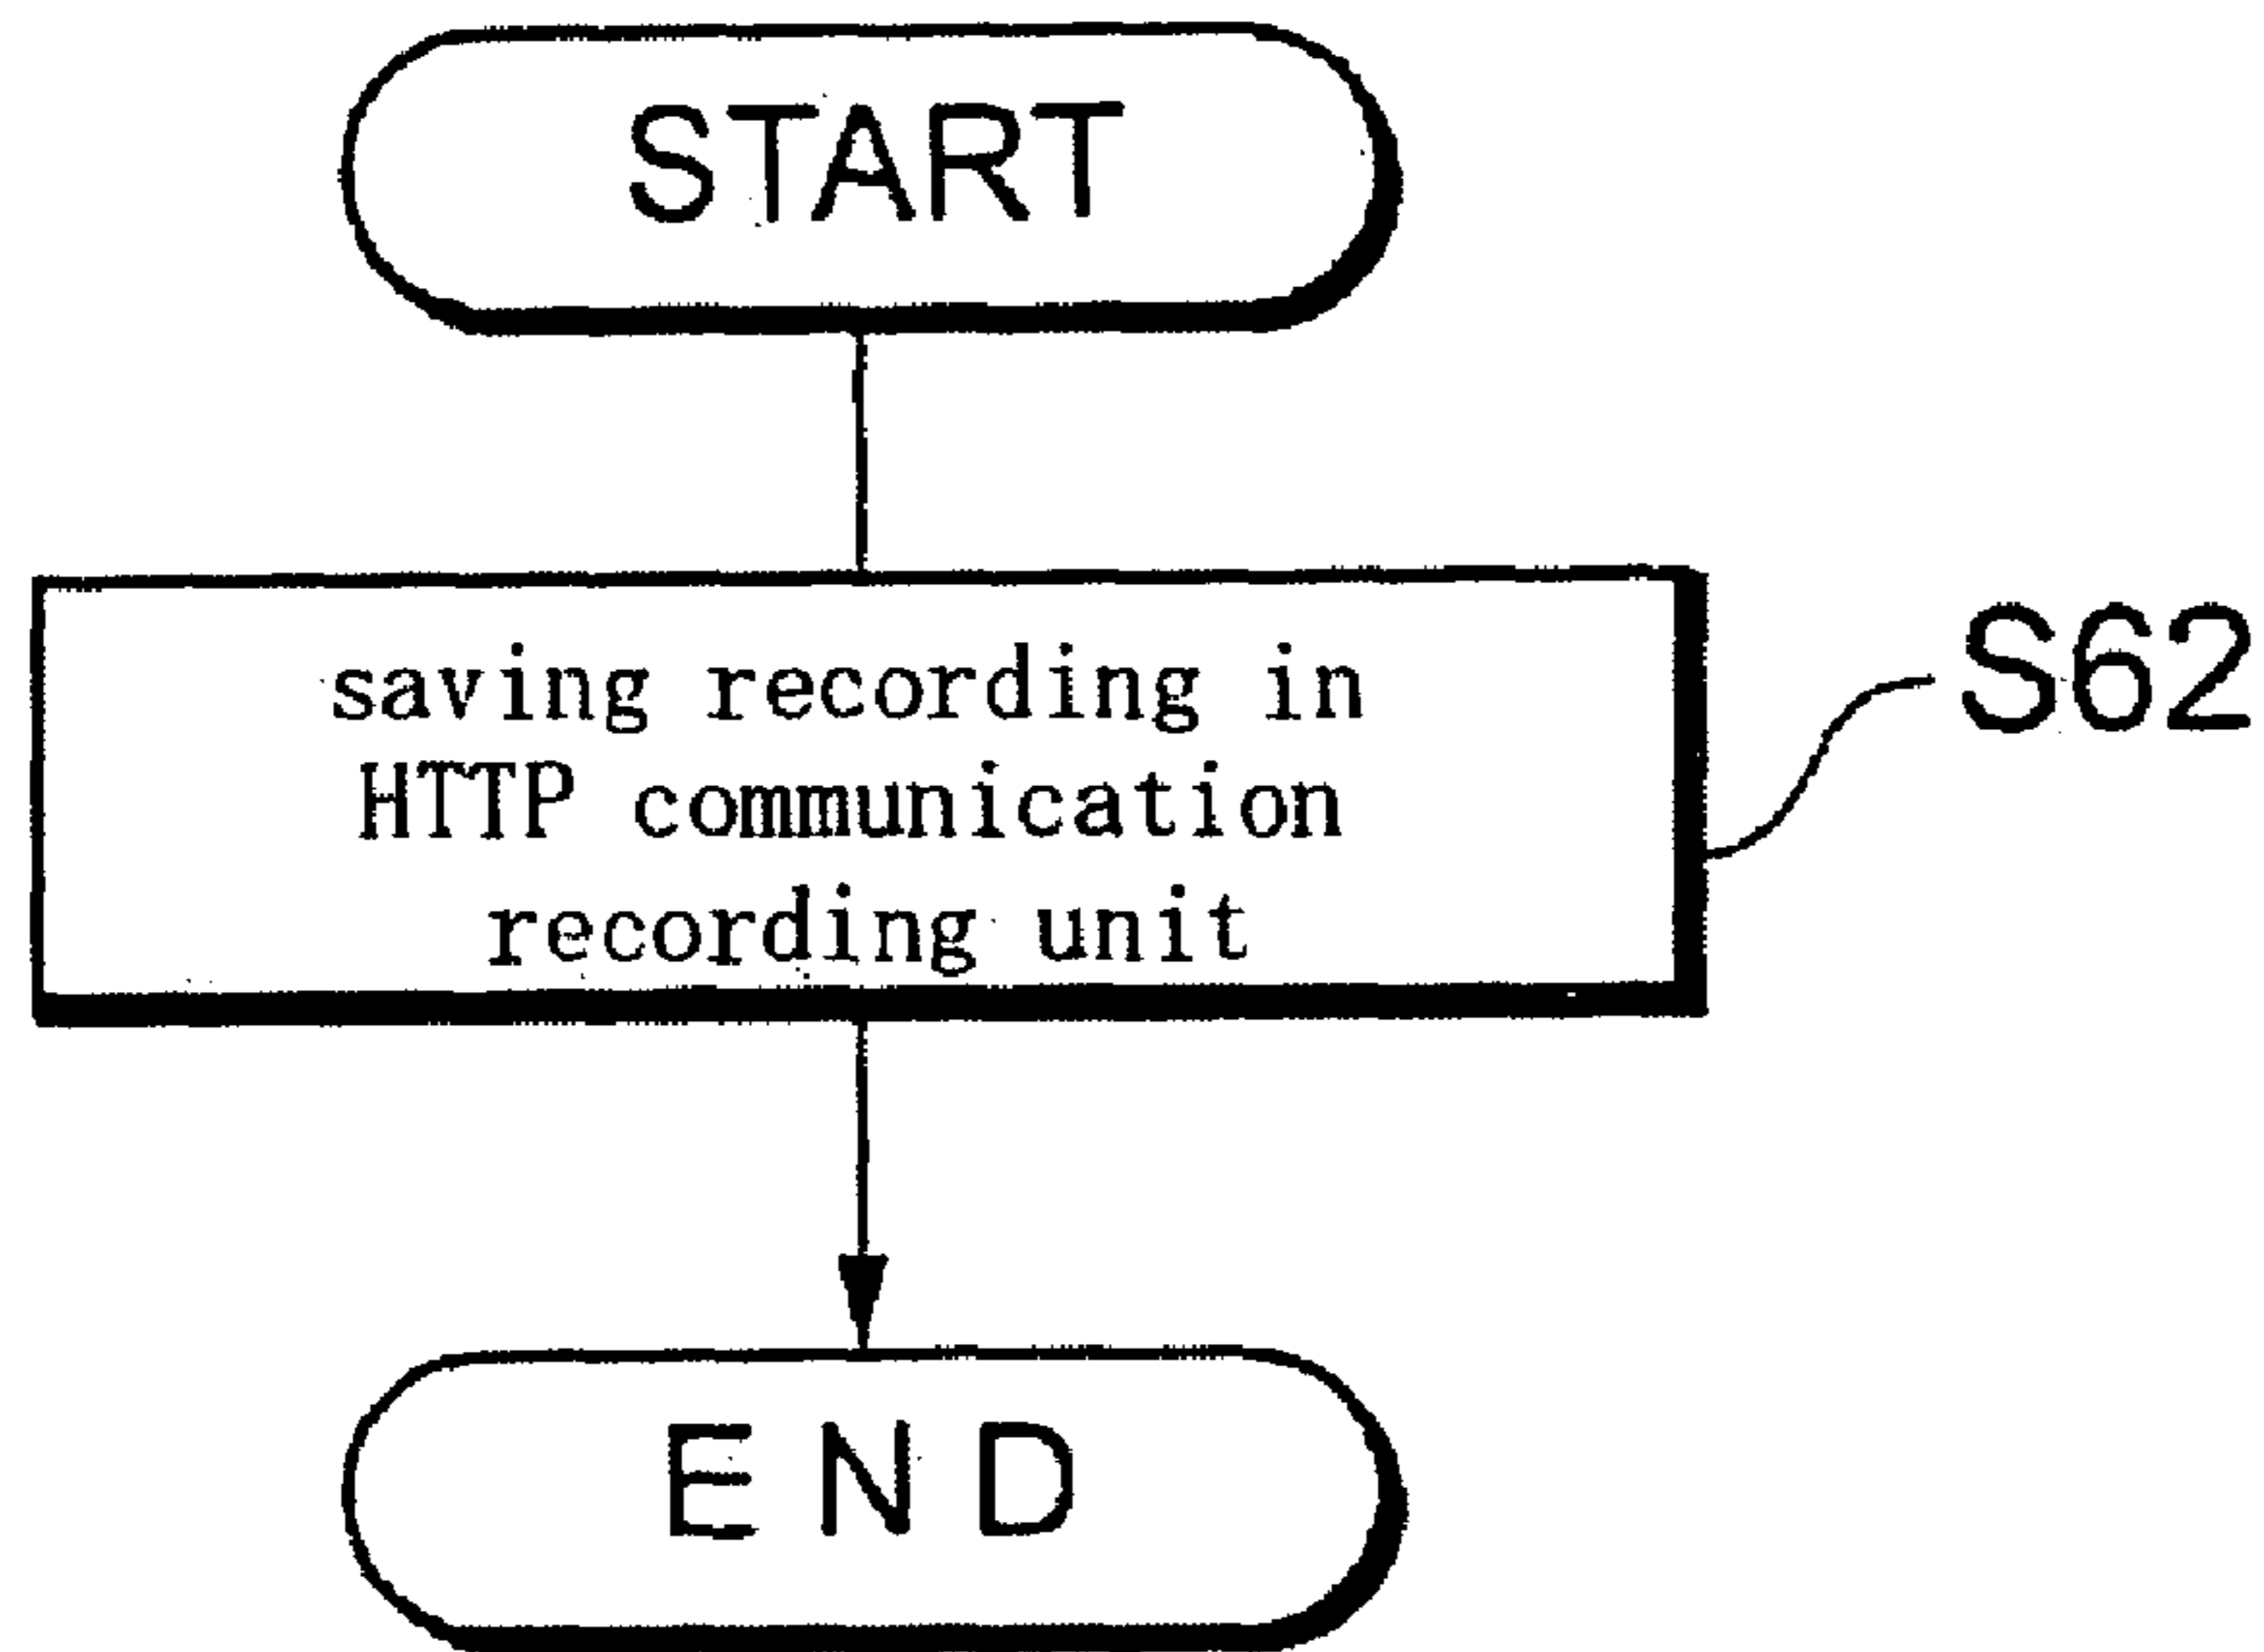 START
saving recording in
HTTP communication
recording unit
S62
END